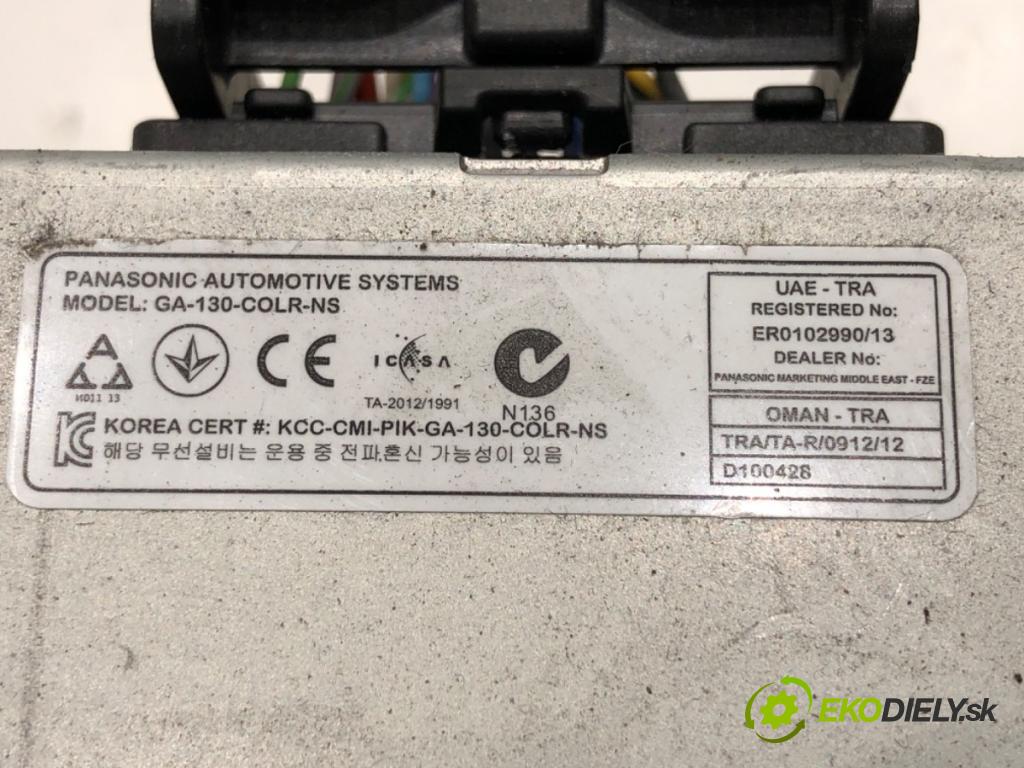 PANASONIC AUTOMOTIVE SYSTEMS
MODEL: GA-130-COLR-NS
И011 13
CE
ICASA
TA-2012/1991
N136
KOREA CERT #: KCC-CMI-PIK-GA-130-COLR-NS
해당 무선설비는 운용 중 전파혼신 가능성이 있음
UAE - TRA
REGISTERED No:
ER0102990/13
DEALER No:
PANASONIC MARKETING MIDDLE EAST - FZE
OMAN - TRA
TRA/TA-R/0912/12
D100428
EKODIELY.sk